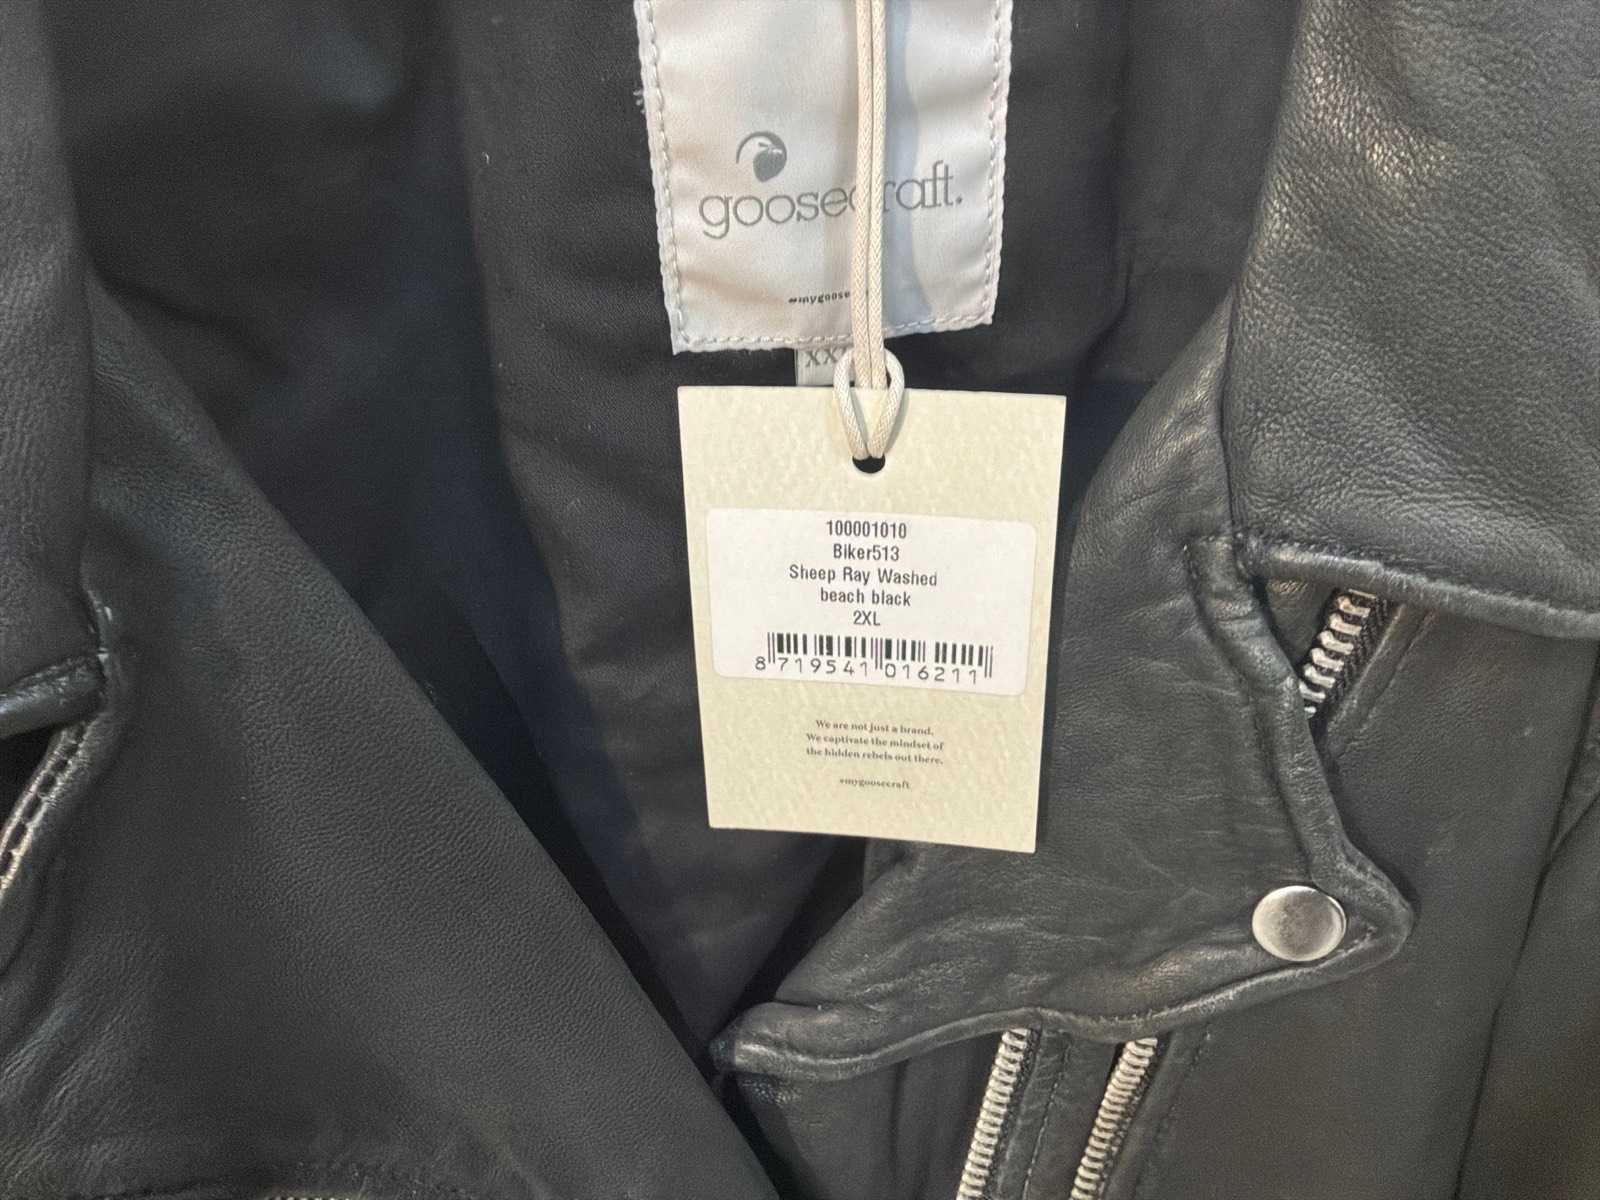 goosecraft.
#mygoose
XX
100001010
Biker513
Sheep Ray Washed
beach black
2XL
8 719541 016211
We are not just a brand.
We captivate the mindset of
the hidden rebels out there.
#mygoosecraft